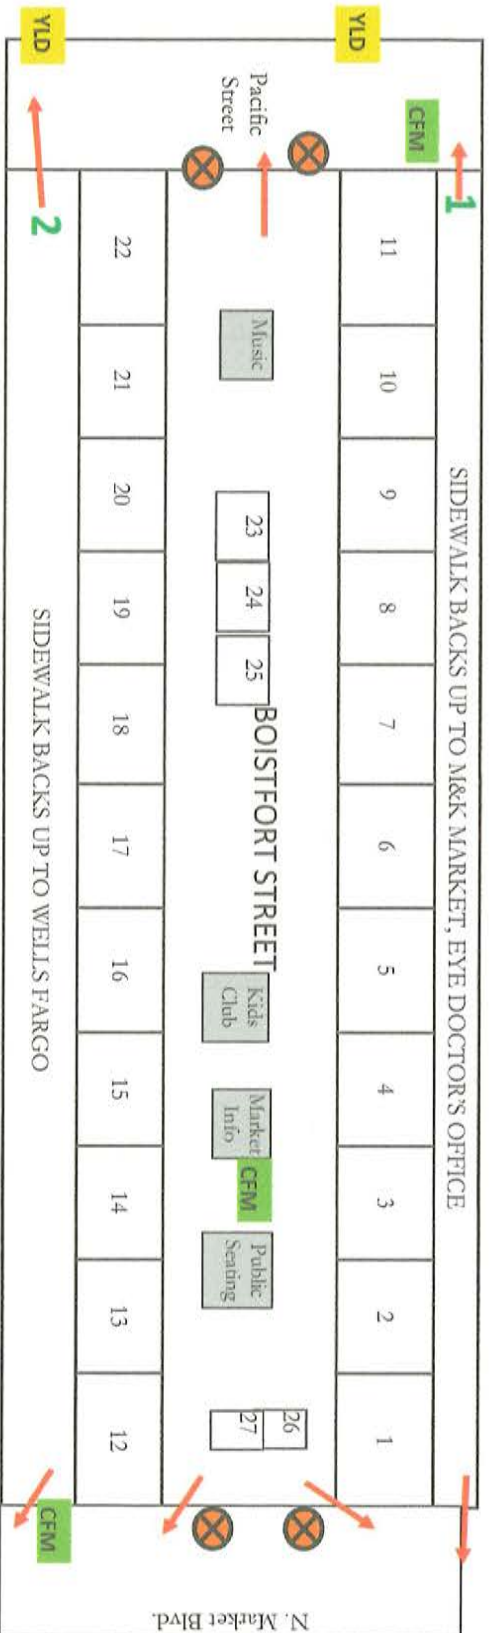 1
SIDEWALK BACKS UP TO M&K MARKET, EYE DOCTOR'S OFFICE
CFM
11 10 9 8 7 6 5 4 3 2 1
YLD
Pacific
Street
Music
23 24 25
BOISTFORT STREET
Kids
Club
Market
Info
CFM
Public
Seating
26
27
N. Market Blvd.
22 21 20 19 18 17 16 15 14 13 12
YLD
2
SIDEWALK BACKS UP TO WELLS FARGO
CFM